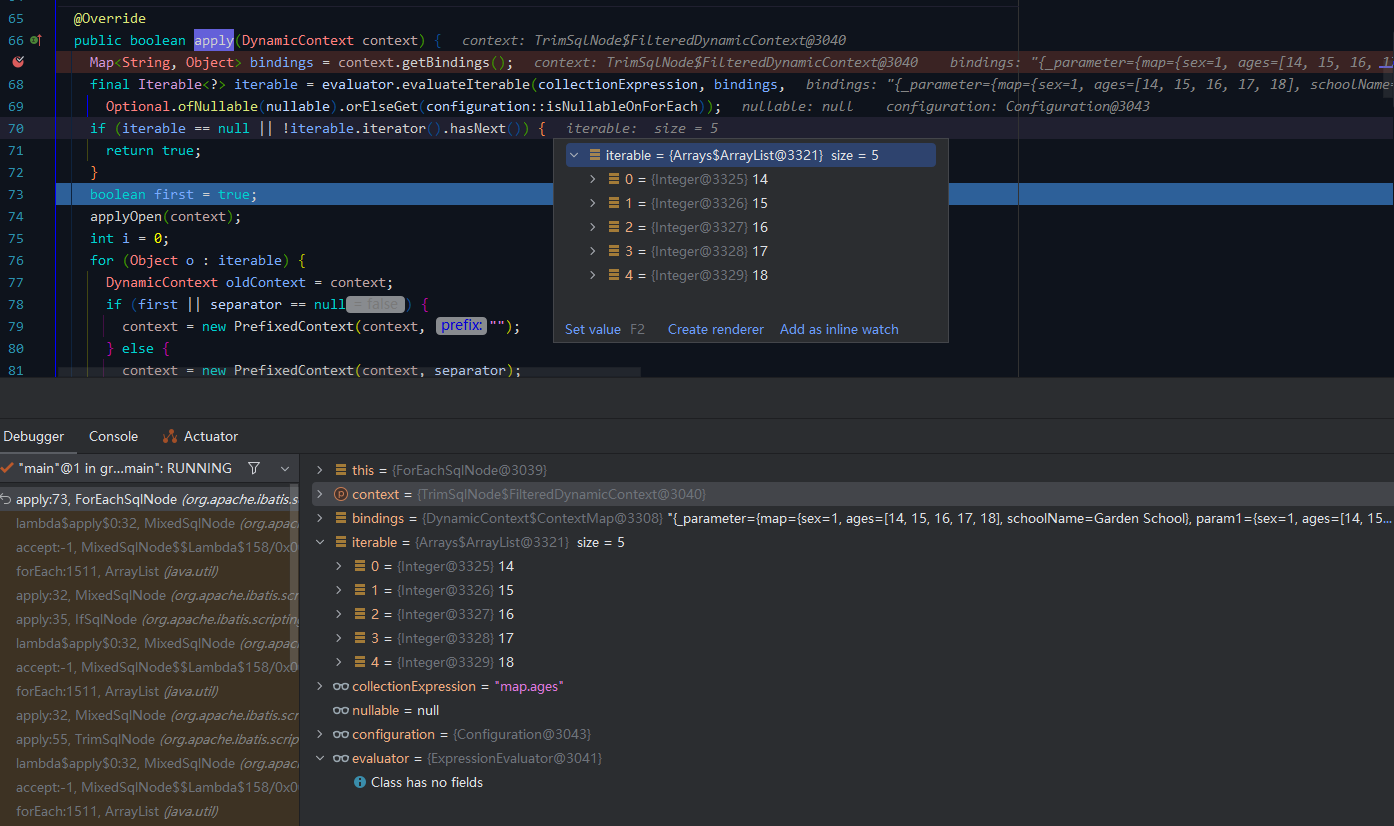 65 @Override
66 public boolean apply(DynamicContext context) { context: TrimSqlNode$FilteredDynamicContext@3040
Map<String, Object> bindings = context.getBindings(); context: TrimSqlNode$FilteredDynamicContext@3040 bindings: "{_parameter={map={sex=1, ages=[14, 15, 16, 1
68 final Iterable<?> iterable = evaluator.evaluateIterable(collectionExpression, bindings, bindings: "{_parameter={map={sex=1, ages=[14, 15, 16, 17, 18], schoolName=
69 Optional.ofNullable(nullable).orElseGet(configuration::isNullableOnForEach)); nullable: null configuration: Configuration@3043
70 if (iterable == null || !iterable.iterator().hasNext()) { iterable: size = 5
71 return true;
72 }
73 boolean first = true;
74 applyOpen(context);
75 int i = 0;
76 for (Object o : iterable) {
77 DynamicContext oldContext = context;
78 if (first || separator == null = false ) {
79 context = new PrefixedContext(context, prefix: "");
80 } else {
81 context = new PrefixedContext(context, separator);
iterable = {Arrays$ArrayList@3321} size = 5
0 = {Integer@3325} 14
1 = {Integer@3326} 15
2 = {Integer@3327} 16
3 = {Integer@3328} 17
4 = {Integer@3329} 18
Set value F2 Create renderer Add as inline watch
Debugger Console Actuator
"main"@1 in gr...main": RUNNING
apply:73, ForEachSqlNode (org.apache.ibatis.s
lambda$apply$0:32, MixedSqlNode (org.apac
accept:-1, MixedSqlNode$$Lambda$158/0x0
forEach:1511, ArrayList (java.util)
apply:32, MixedSqlNode (org.apache.ibatis.scr
apply:35, IfSqlNode (org.apache.ibatis.scripting
lambda$apply$0:32, MixedSqlNode (org.apac
accept:-1, MixedSqlNode$$Lambda$158/0x0
forEach:1511, ArrayList (java.util)
apply:32, MixedSqlNode (org.apache.ibatis.scr
apply:55, TrimSqlNode (org.apache.ibatis.scrip
lambda$apply$0:32, MixedSqlNode (org.apac
accept:-1, MixedSqlNode$$Lambda$158/0x0
forEach:1511, ArrayList (java.util)
this = {ForEachSqlNode@3039}
context = {TrimSqlNode$FilteredDynamicContext@3040}
bindings = {DynamicContext$ContextMap@3308} "{_parameter={map={sex=1, ages=[14, 15, 16, 17, 18], schoolName=Garden School}, param1={sex=1, ages=[14, 15...
iterable = {Arrays$ArrayList@3321} size = 5
0 = {Integer@3325} 14
1 = {Integer@3326} 15
2 = {Integer@3327} 16
3 = {Integer@3328} 17
4 = {Integer@3329} 18
collectionExpression = "map.ages"
nullable = null
configuration = {Configuration@3043}
evaluator = {ExpressionEvaluator@3041}
Class has no fields